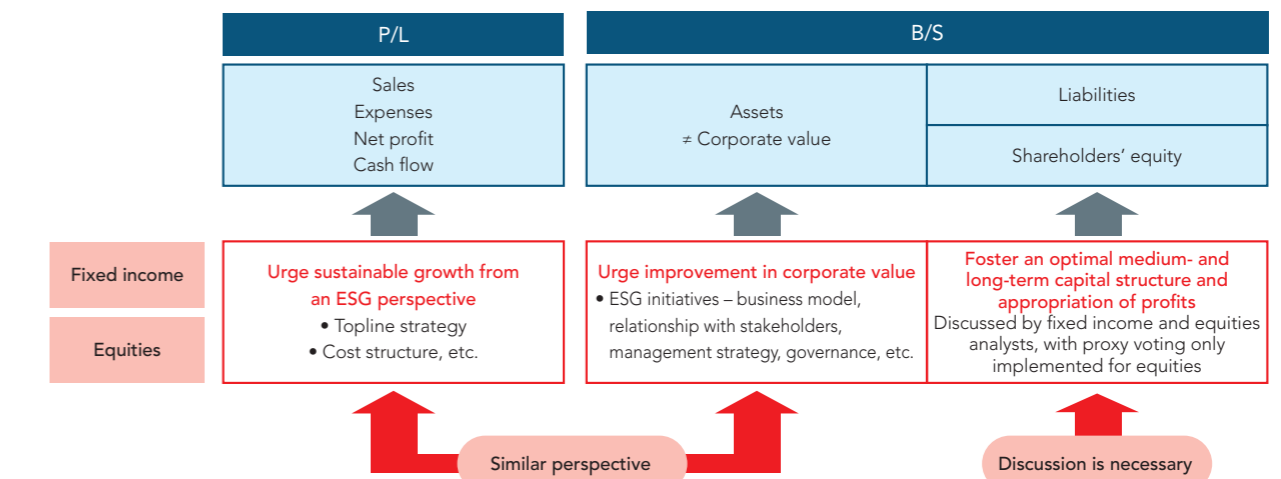 P/L
B/S
Sales
Expenses
Net profit
Cash flow
Assets
≠ Corporate value
Liabilities
Shareholders’ equity
Fixed income
Equities
Urge sustainable growth from
an ESG perspective
• Topline strategy
• Cost structure, etc.
Urge improvement in corporate value
• ESG initiatives – business model,
relationship with stakeholders,
management strategy, governance, etc.
Foster an optimal medium- and
long-term capital structure and
appropriation of profits
Discussed by fixed income and equities
analysts, with proxy voting only
implemented for equities
Similar perspective
Discussion is necessary